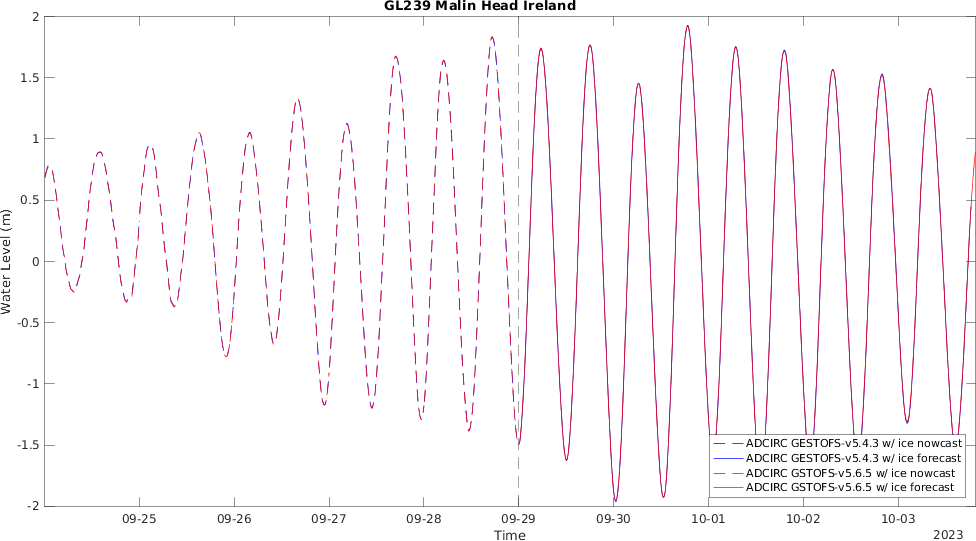 GL239 Malin Head Ireland
2
1.5
1
0.5
0
-0.5
-1
-1.5
-2
Water Level (m)
ADCIRC GESTOFS-v5.4.3 w/ ice nowcast
ADCIRC GESTOFS-v5.4.3 w/ ice forecast
ADCIRC GSTOFS-v5.6.5 w/ ice nowcast
ADCIRC GSTOFS-v5.6.5 w/ ice forecast
09-25 09-26 09-27 09-28 09-29 09-30 10-01 10-02 10-03
Time
2023